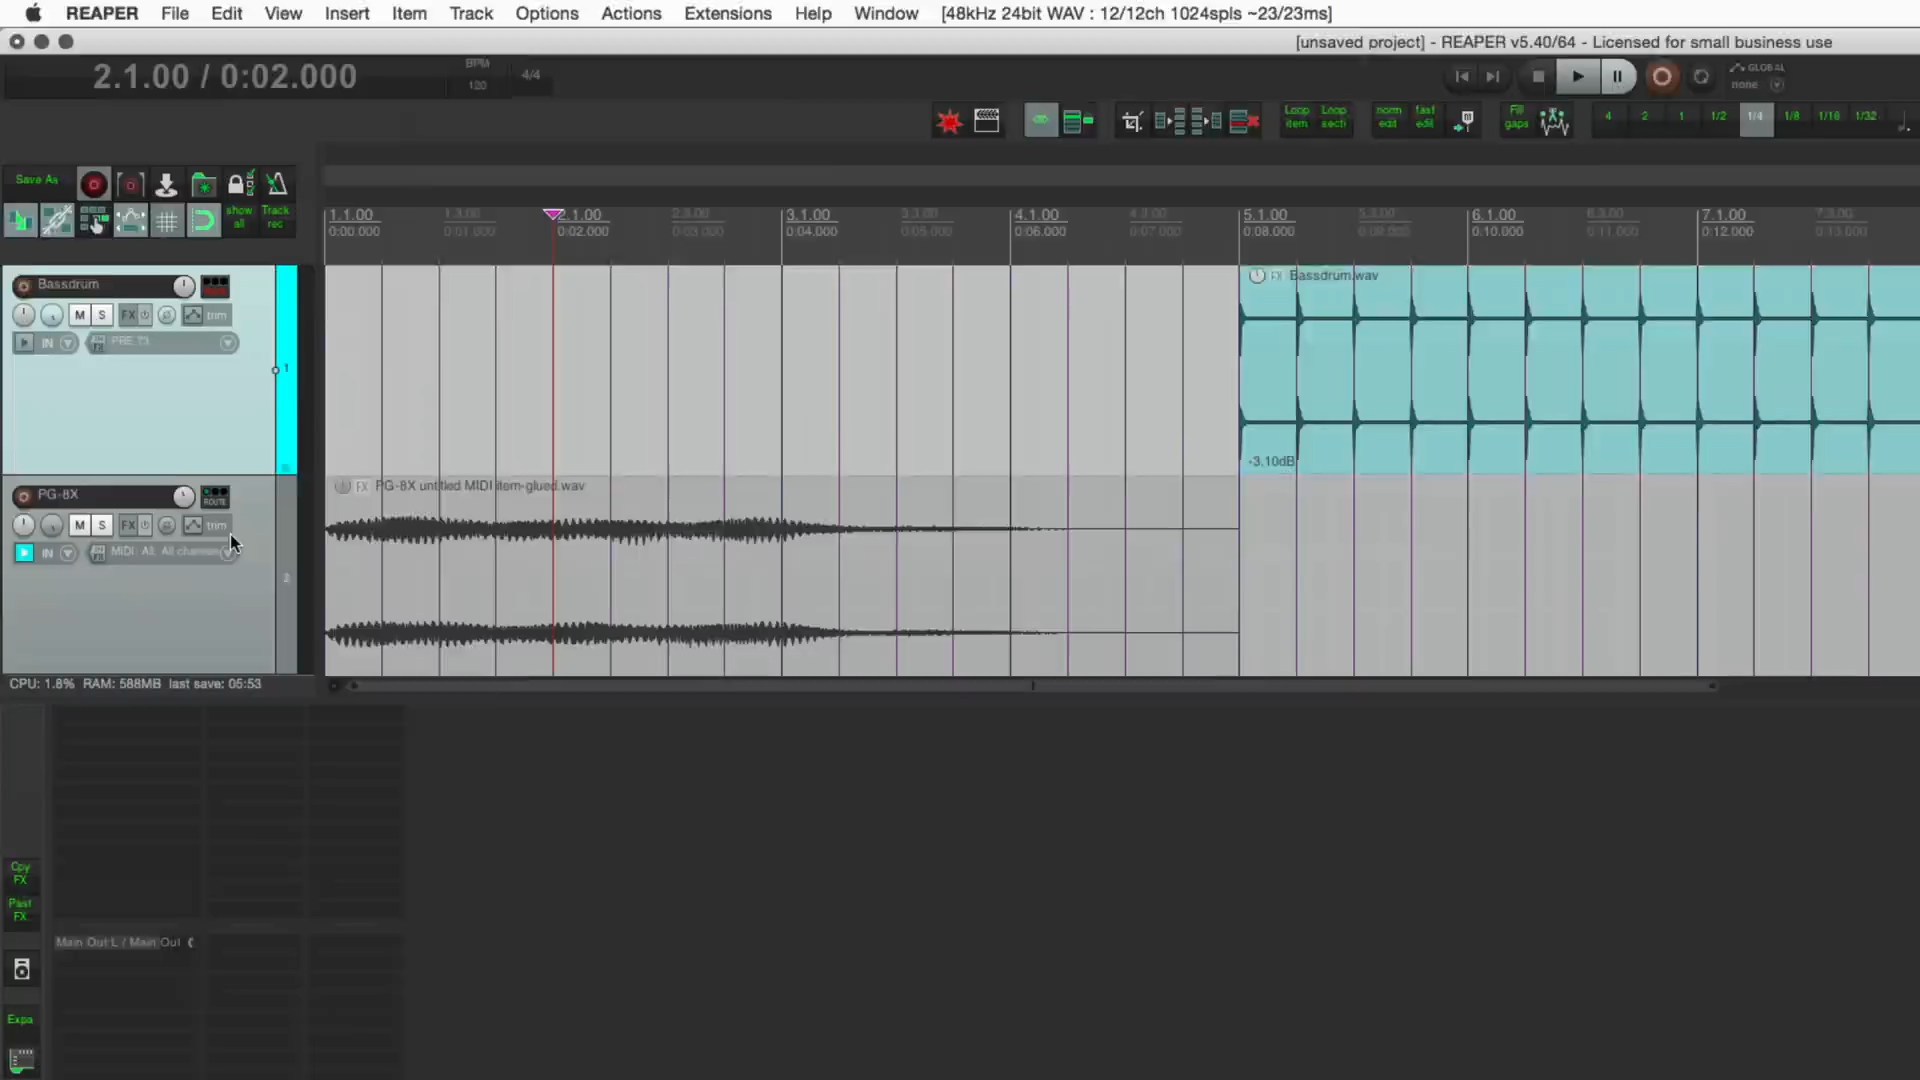 REAPER File Edit View Insert Item Track Options Actions Extensions Help Window [48kHz 24bit WAV : 12/12ch 1024spls ~23/23ms]
[unsaved project] - REAPER v5.40/64 - Licensed for small business use
2.1.00 / 0:02.000
BPM
120
4/4
GLOBAL
none
Loop item
Loop secti
norm edit
fast edit
Fill gaps
4 2 1 1/2 1/4 1/8 1/16 1/32
Save As
show all
Track rec
1.1.00 1.3.00 2.1.00 2.3.00 3.1.00 3.3.00 4.1.00 4.3.00 5.1.00 5.3.00 6.1.00 6.3.00 7.1.00 7.3.00
0:00.000 0:01.000 0:02.000 0:03.000 0:04.000 0:05.000 0:06.000 0:07.000 0:08.000 0:09.000 0:10.000 0:11.000 0:12.000 0:13.000
Bassdrum
M S FX trim
IN PRE 73
1
FX Bassdrum.wav
-3.10dB
PG-8X
ROUTE
M S FX trim
IN MIDI: All: All channe
2
FX PG-8X untitled MIDI item-glued.wav
CPU: 1.8% RAM: 588MB last save: 05:53
Cpy FX
Past FX
Main Out L / Main Out
Expa